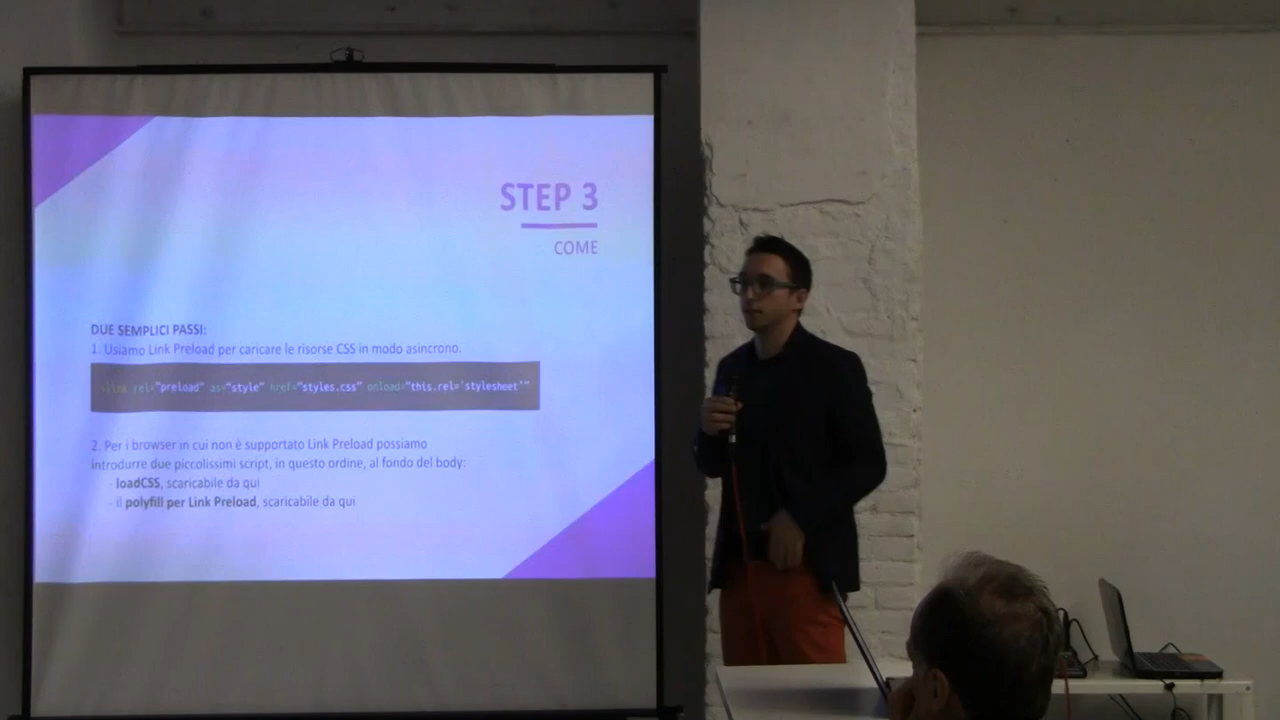 STEP 3
COME
DUE SEMPLICI PASSI:
1. Usiamo Link Preload per caricare le risorse CSS in modo asincrono.
<link rel="preload" as="style" href="styles.css" onload="this.rel='stylesheet'"
2. Per i browser in cui non è supportato Link Preload possiamo
introdurre due piccolissimi script, in questo ordine, al fondo del body:
- loadCSS, scaricabile da qui
- il polyfill per Link Preload, scaricabile da qui